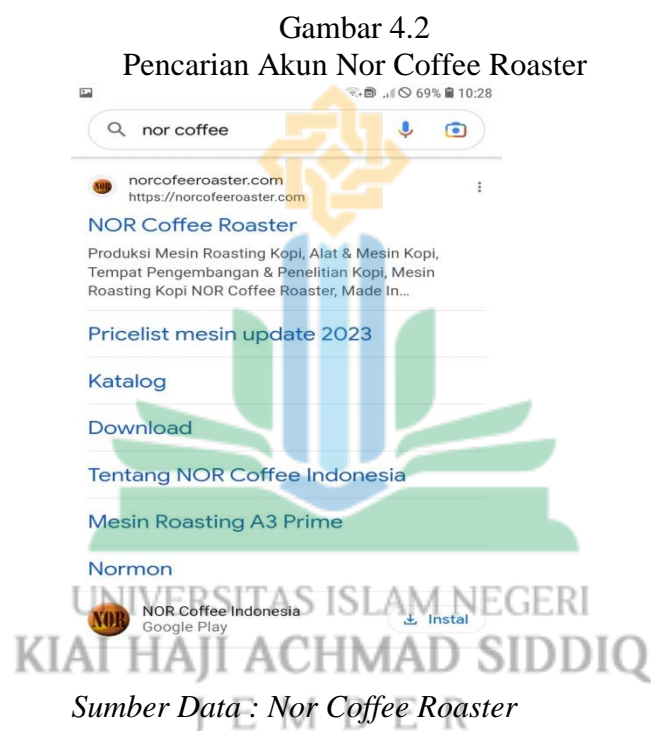 Gambar 4.2
Pencarian Akun Nor Coffee Roaster
69% 10:28
nor coffee
NOR
norcofeeroaster.com
https://norcofeeroaster.com
NOR Coffee Roaster
Produksi Mesin Roasting Kopi, Alat & Mesin Kopi,
Tempat Pengembangan & Penelitian Kopi, Mesin
Roasting Kopi NOR Coffee Roaster, Made In...
Pricelist mesin update 2023
Katalog
Download
Tentang NOR Coffee Indonesia
Mesin Roasting A3 Prime
Normon
UNIVERSITAS ISLAM NEGERI
NOR
NOR Coffee Indonesia
Google Play
Instal
KIAI HAJI ACHMAD SIDDIQ
Sumber Data : Nor Coffee Roaster
JEMBER